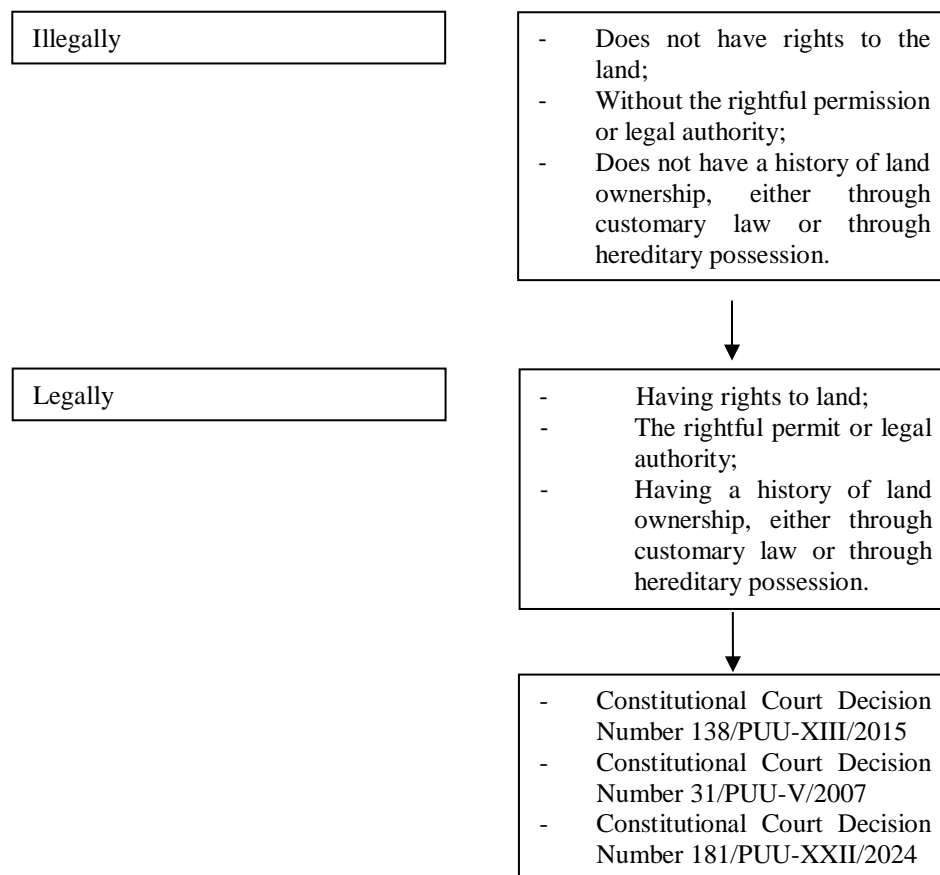 Illegally
- Does not have rights to the
land;
- Without the rightful permission
or legal authority;
- Does not have a history of land
ownership, either through
customary law or through
hereditary possession.
Legally
- Having rights to land;
- The rightful permit or legal
authority;
- Having a history of land
ownership, either through
customary law or through
hereditary possession.
- Constitutional Court Decision
Number 138/PUU-XIII/2015
- Constitutional Court Decision
Number 31/PUU-V/2007
- Constitutional Court Decision
Number 181/PUU-XXII/2024